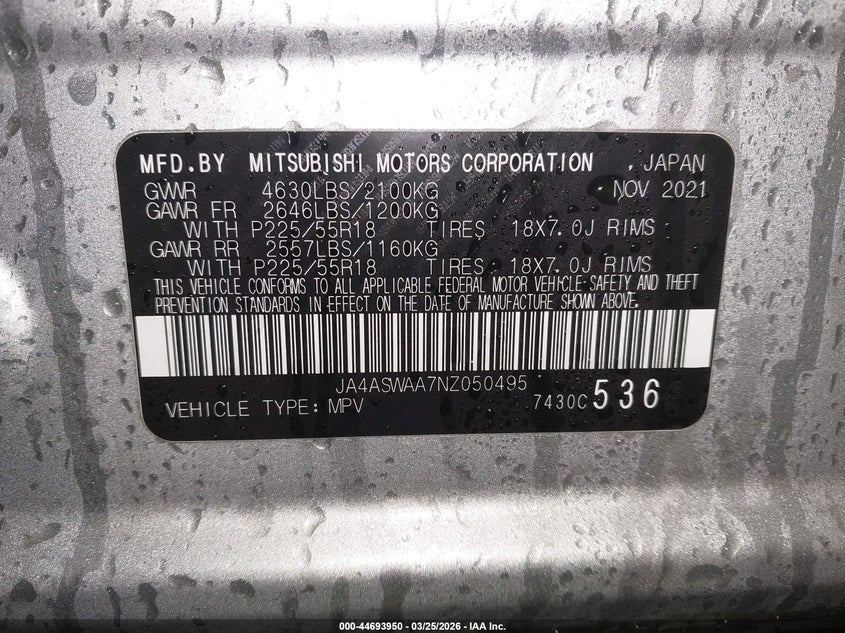 MFD.BY MITSUBISHI MOTORS CORPORATION , JAPAN
GVWR 4630LBS/2100KG NOV 2021
GAWR FR 2646LBS/1200KG
WITH P225/55R18 TIRES 18X7.0J RIMS
GAWR RR 2557LBS/1160KG
WITH P225/55R18 TIRES 18X7.0J RIMS
THIS VEHICLE CONFORMS TO ALL APPLICABLE FEDERAL MOTOR VEHICLE-SAFETY AND THEFT
PREVENTION STANDARDS IN EFFECT ON THE DATE OF MANUFACTURE SHOWN ABOVE.
JA4ASWAA7NZ050495
VEHICLE TYPE: MPV 7430C 536
000-44693950 — 03/25/2026 — IAA Inc.